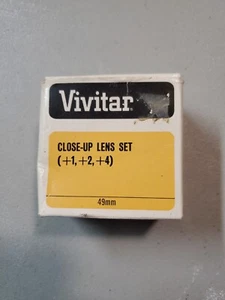 Vivitar
CLOSE-UP LENS SET
(+1,+2,+4)
49mm